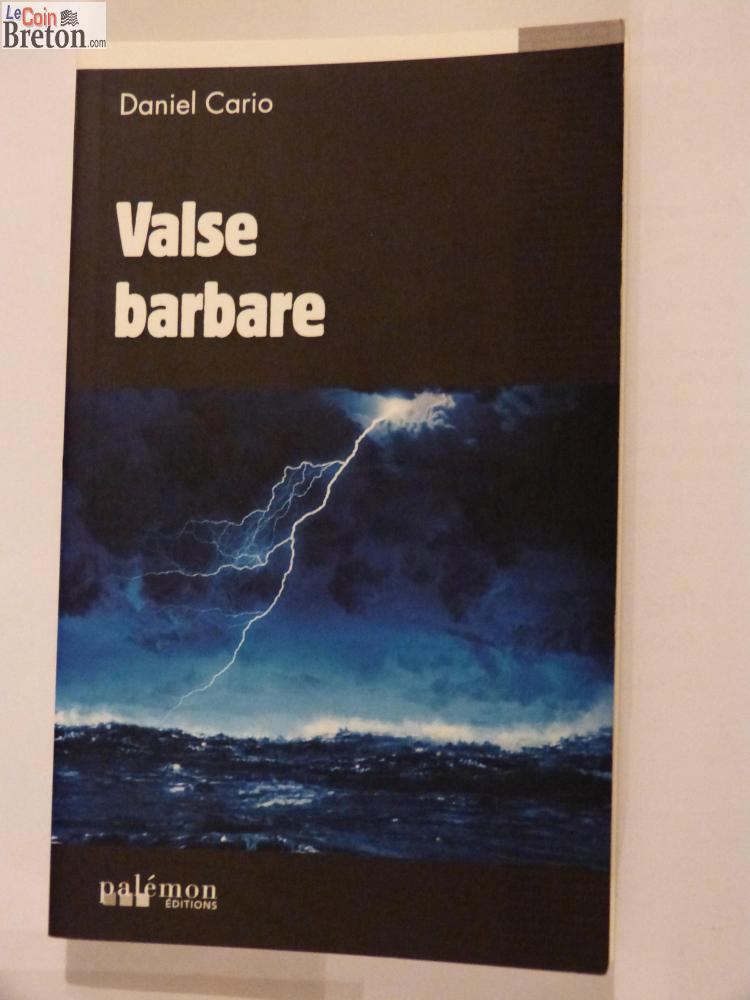 LeCoin
Breton.com
Daniel Cario
Valse
barbare
palémon
ÉDITIONS